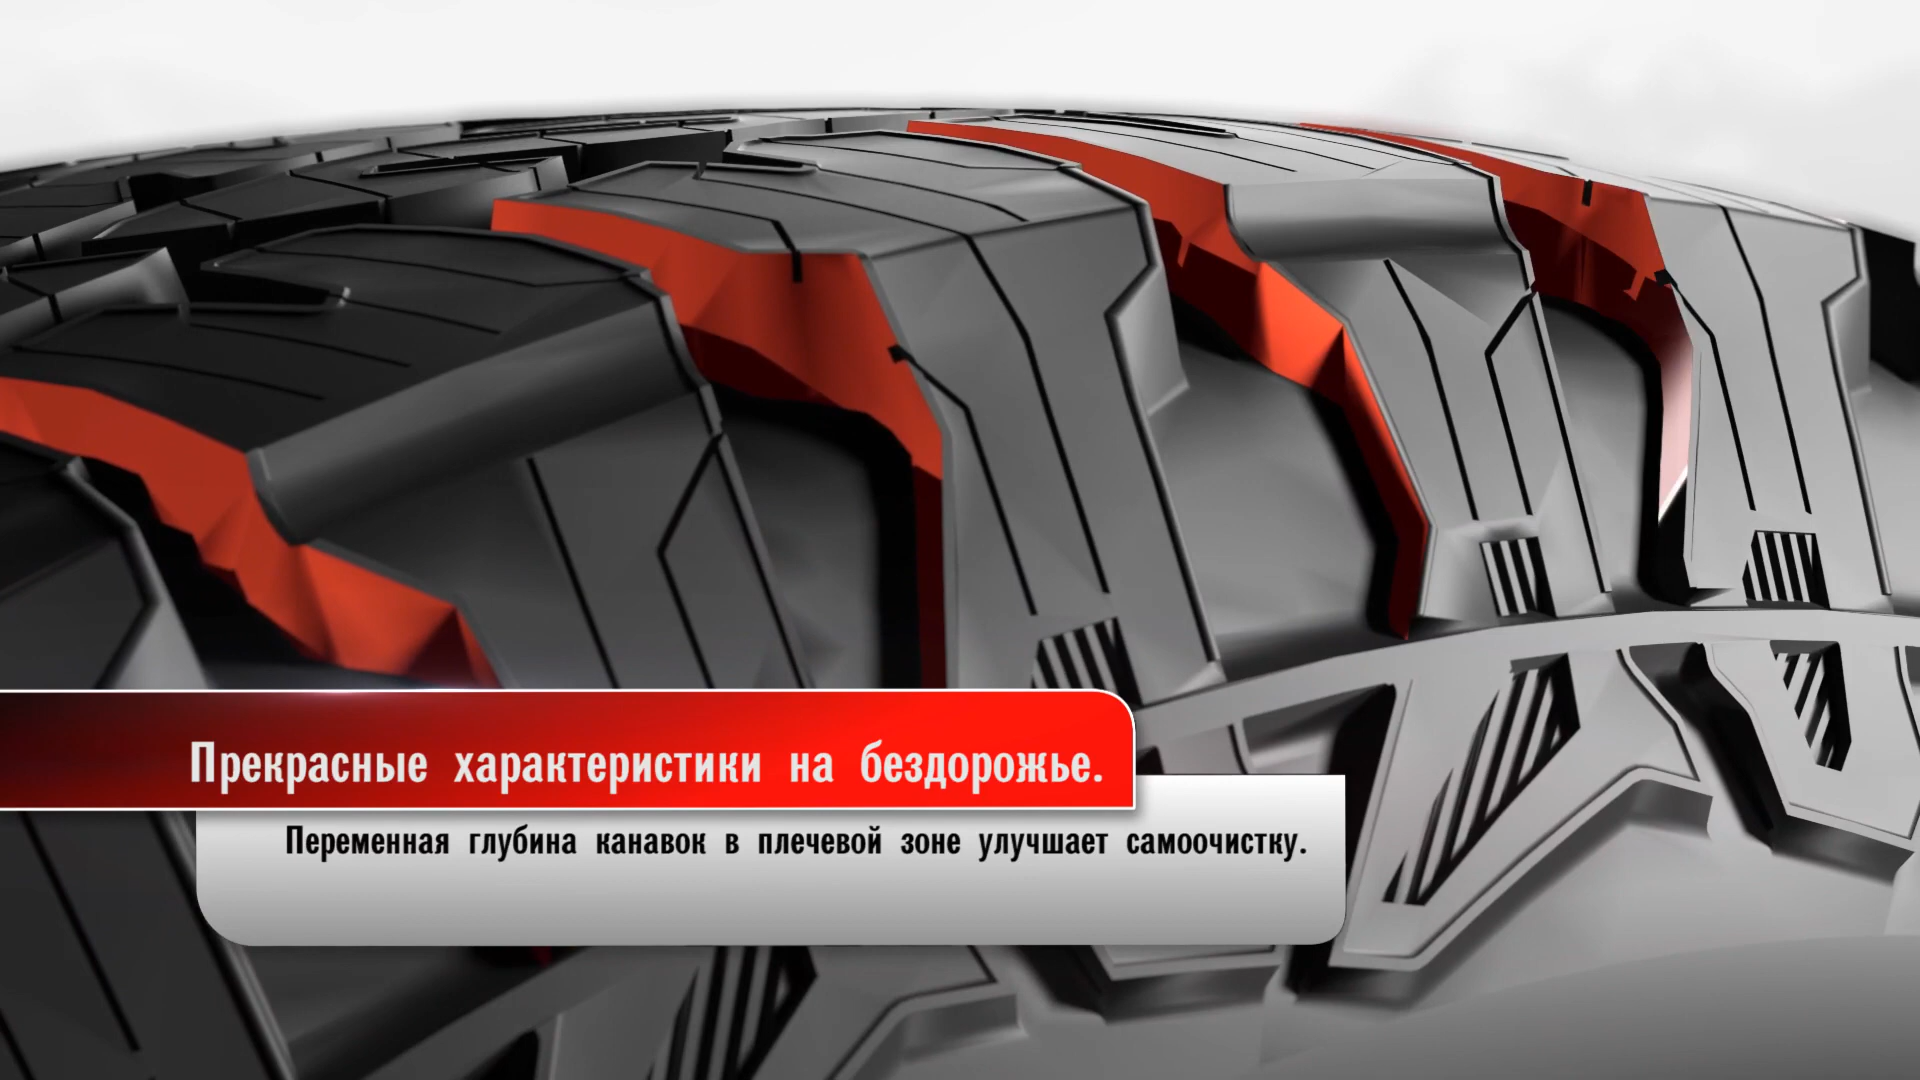 Прекрасные характеристики на бездорожье.
Переменная глубина канавок в плечевой зоне улучшает самоочистку.